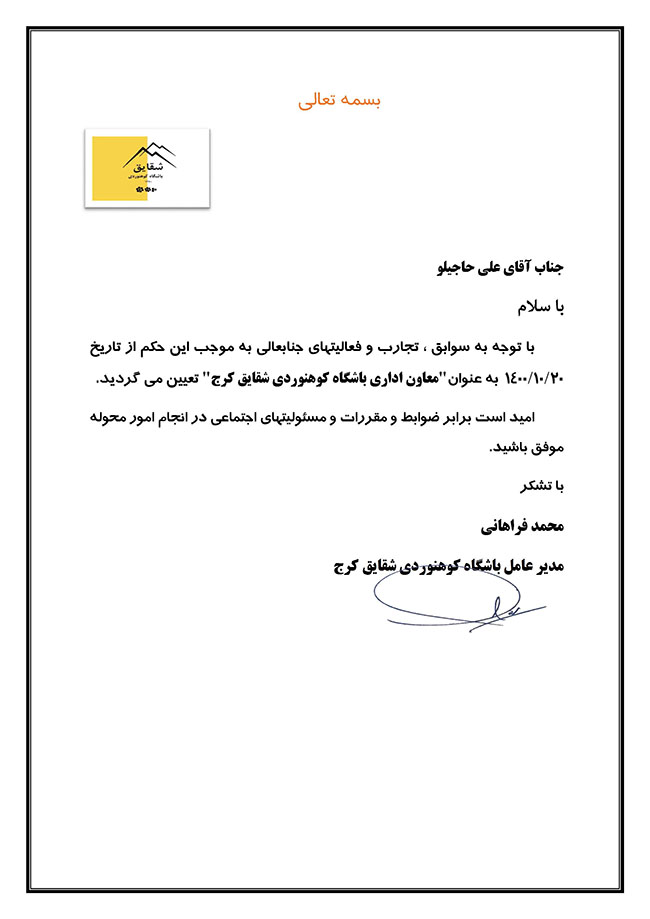 بسمه تعالی
شقایق
باشگاه کوهنوردی
جناب آقای علی حاجیلو
با سلام
با توجه به سوابق ، تجارب و فعالیتهای جنابعالی به موجب این حکم از تاریخ
۱۴۰۰/۱۰/۲۰ به عنوان"معاون اداری باشگاه کوهنوردی شقایق کرج" تعیین می گردید.
امید است برابر ضوابط و مقررات و مسئولیتهای اجتماعی در انجام امور محوله
موفق باشید.
با تشکر
محمد فراهانی
مدیر عامل باشگاه کوهنوردی شقایق کرج